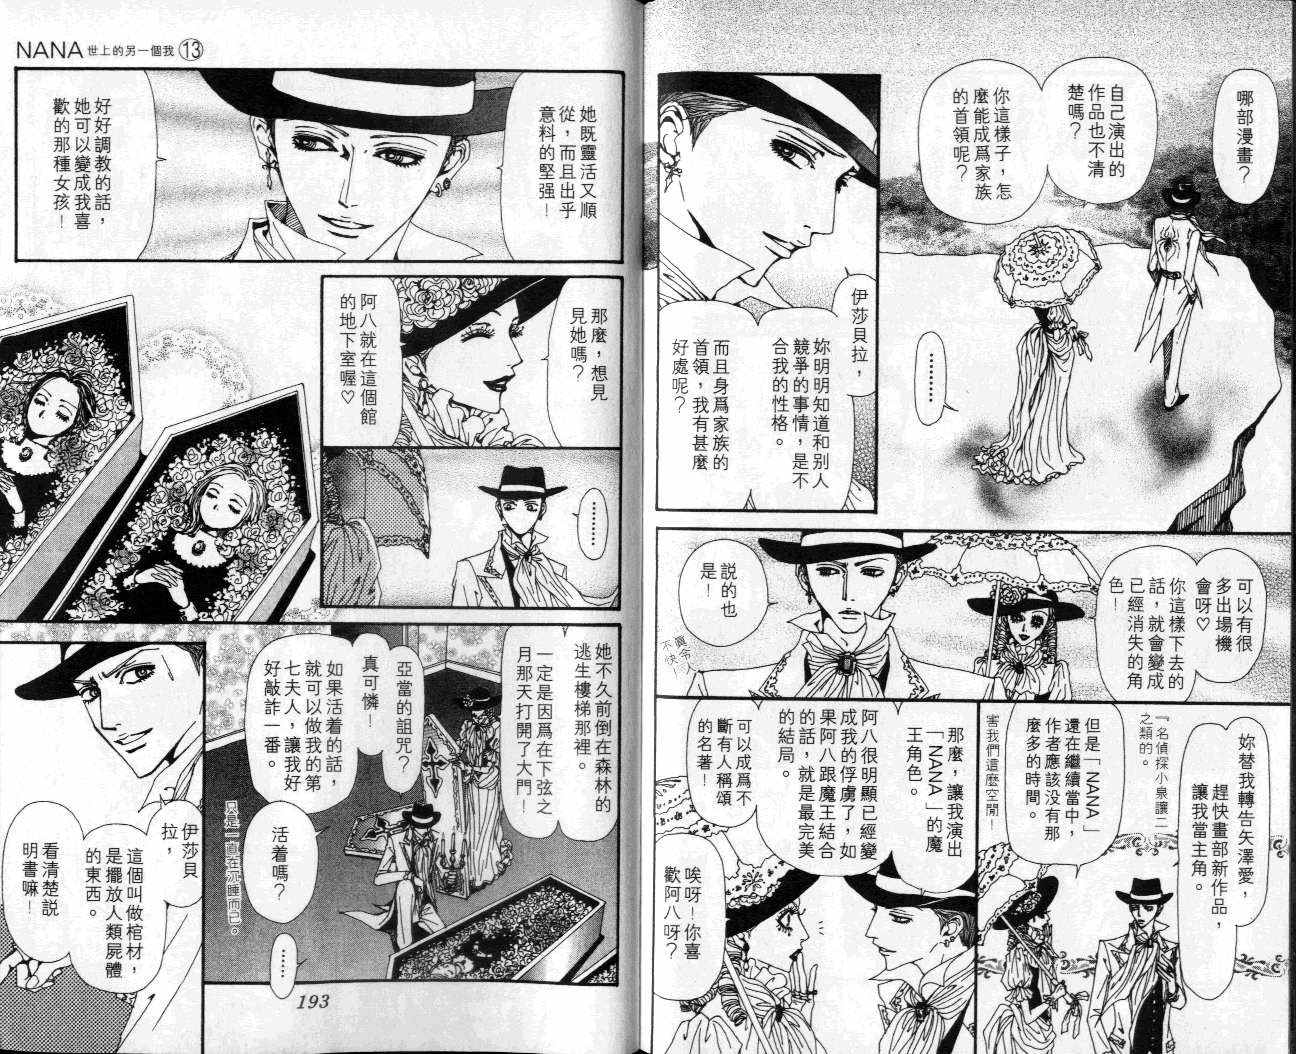 哪部漫畫？
自己演出的
作品也不清
楚嗎？
你這樣子，怎
麼能成爲家族
的首領呢？
………
伊莎貝拉，
妳明明知道和別人
競爭的事情，是不
合我的性格。
而且身爲家族的
首領，我有甚麼
好處呢？
可以有很
多出場機
會呀♡
你這樣下去的
話，就會變成
已經消失的角
色！
説的也
是！
真令人
不快！
妳替我轉告矢澤愛，
趕快畫部新作品，
讓我當主角。
『名偵探小泉讓二』
之類的。
但是「NANA」
還在繼續當中，
作者應該没有那
麼多的時間。
害我們這麼空閒！
那麼，讓我演出
「NANA」的魔
王角色。
阿八很明顯已經變
成我的俘虜了，如
果阿八跟魔王結合
的話，就是最完美
的結局。
可以成爲不
斷有人稱頌
的名著！
唉呀！你喜
歡阿八呀？
NANA 世上的另一個我 ⑬
她既靈活又順
從，而且出乎
意料的堅强！
好好調教的話，
她可以變成我喜
歡的那種女孩！
那麼，想見
見她嗎？
阿八就在這個館
的地下室喔♡
………
她不久前倒在森林的
逃生樓梯那裡。
一定是因爲在下弦之
月那天打開了大門！
亞當的詛咒？
真可憐！
如果活着的話，
就可以做我的第
七夫人，讓我好
好敲詐一番。
活着嗎？
只是一直在沉睡而已。
……
伊莎貝
拉，
這個叫做棺材，
是擺放人類屍體
的東西。
看清楚説
明書嘛！
193